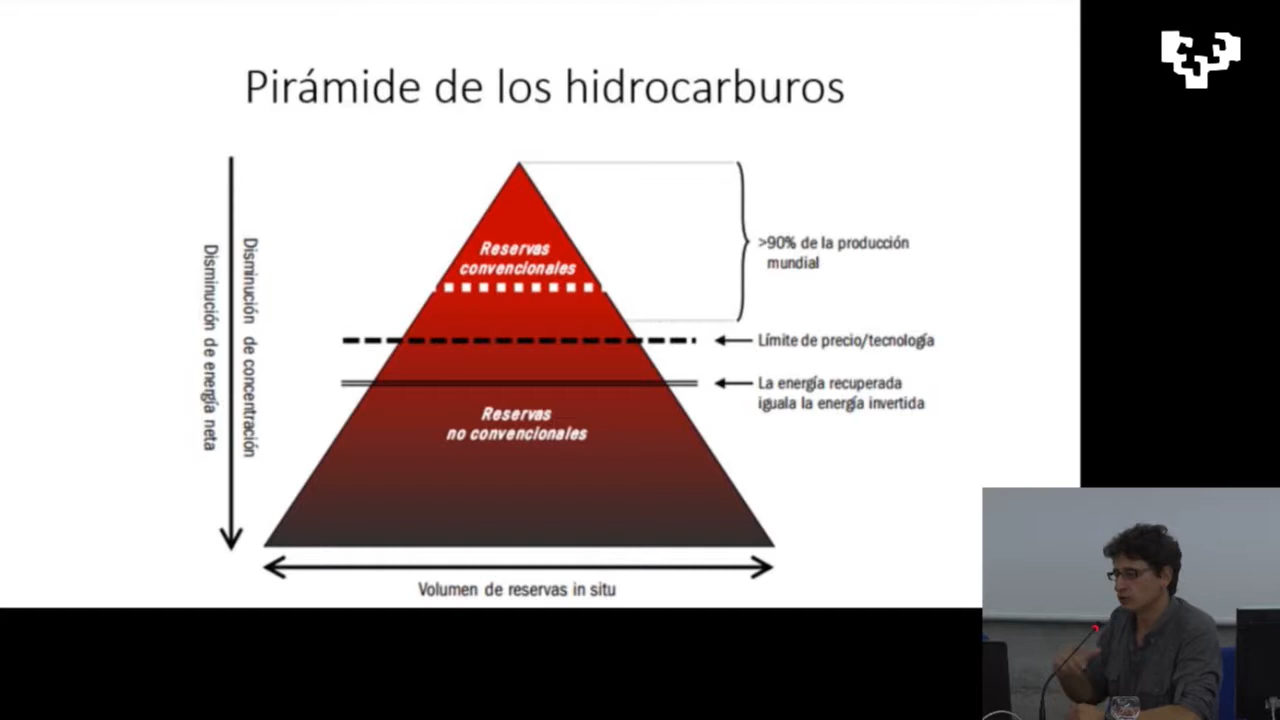 Pirámide de los hidrocarburos
Disminución de energía neta
Disminución de concentración
Reservas
convencionales
>90% de la producción
mundial
Límite de precio/tecnología
La energía recuperada
iguala la energía invertida
Reservas
no convencionales
Volumen de reservas in situ